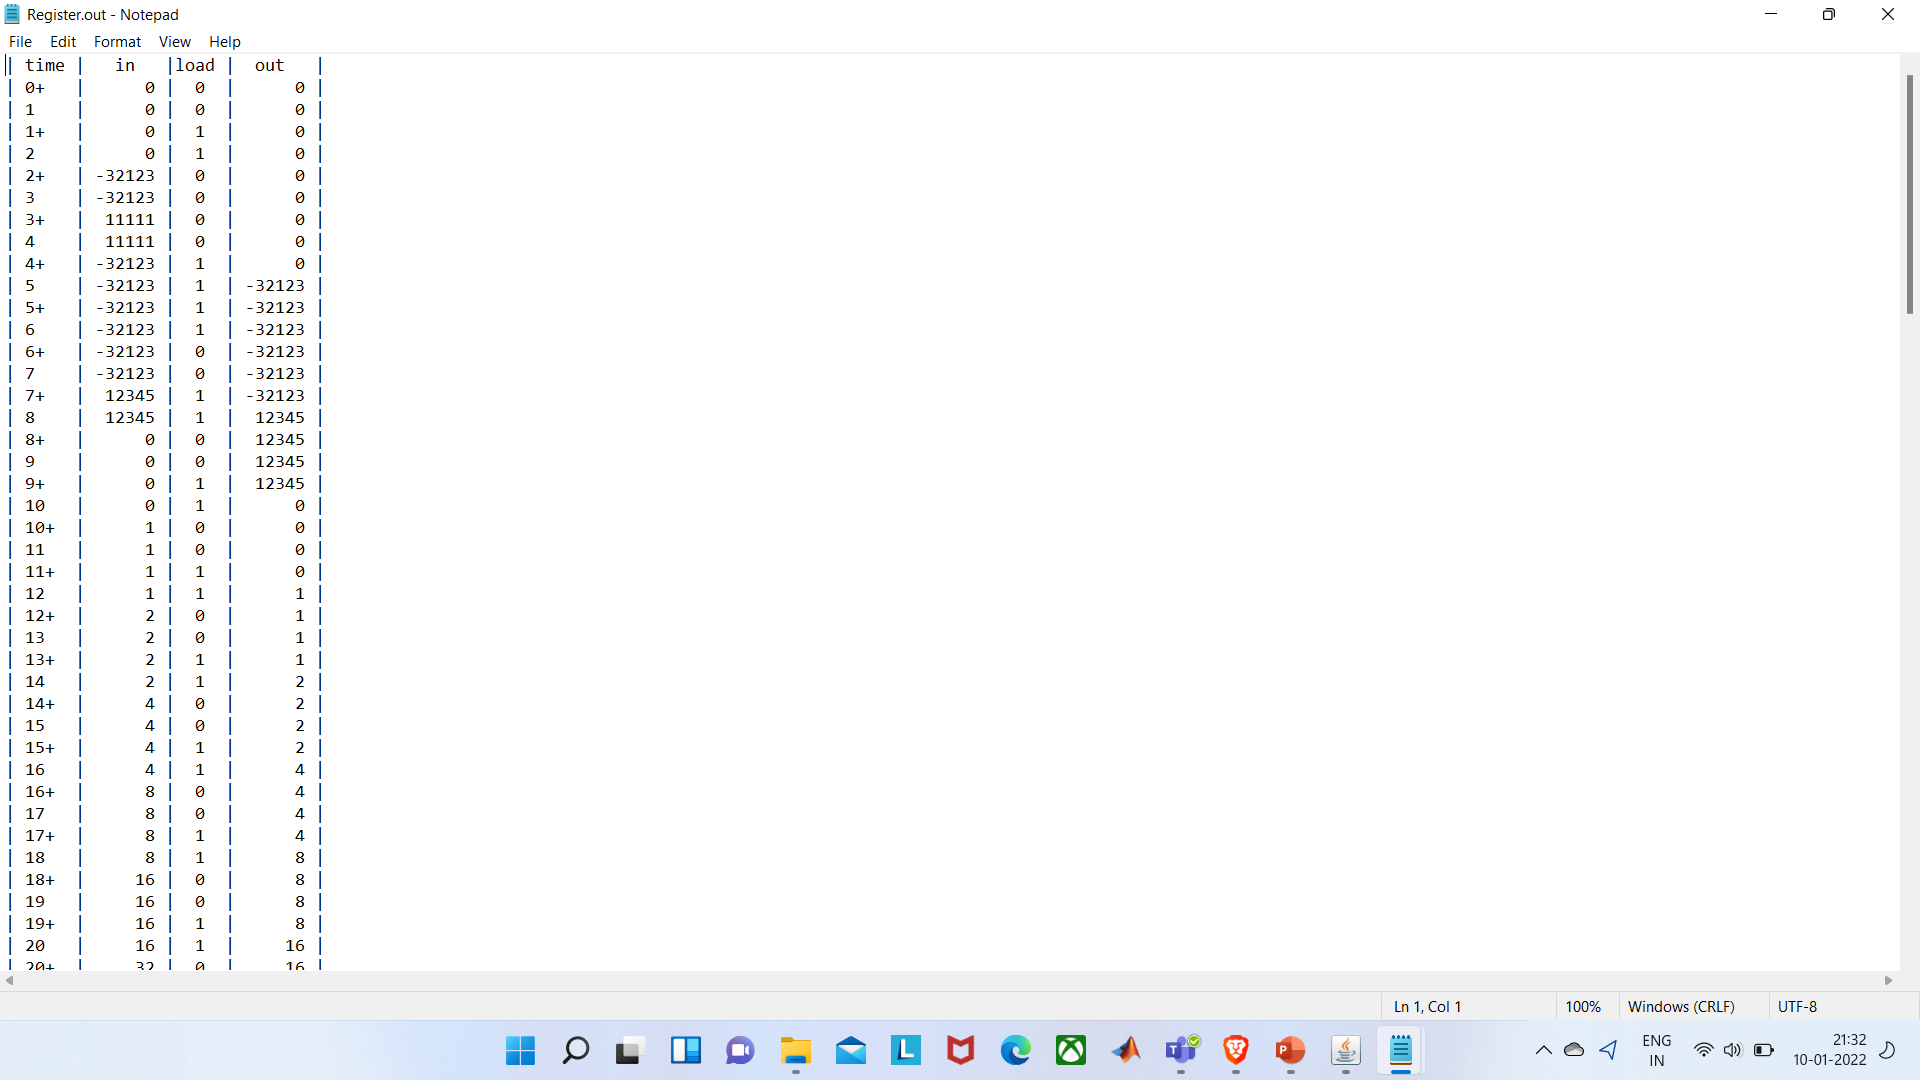 Register.out - Notepad
File Edit Format View Help
| time |   in   |load |  out   |
| 0+   |      0 |  0  |      0 |
| 1    |      0 |  0  |      0 |
| 1+   |      0 |  1  |      0 |
| 2    |      0 |  1  |      0 |
| 2+   | -32123 |  0  |      0 |
| 3    | -32123 |  0  |      0 |
| 3+   |  11111 |  0  |      0 |
| 4    |  11111 |  0  |      0 |
| 4+   | -32123 |  1  |      0 |
| 5    | -32123 |  1  | -32123 |
| 5+   | -32123 |  1  | -32123 |
| 6    | -32123 |  1  | -32123 |
| 6+   | -32123 |  0  | -32123 |
| 7    | -32123 |  0  | -32123 |
| 7+   |  12345 |  1  | -32123 |
| 8    |  12345 |  1  |  12345 |
| 8+   |      0 |  0  |  12345 |
| 9    |      0 |  0  |  12345 |
| 9+   |      0 |  1  |  12345 |
| 10   |      0 |  1  |      0 |
| 10+  |      1 |  0  |      0 |
| 11   |      1 |  0  |      0 |
| 11+  |      1 |  1  |      0 |
| 12   |      1 |  1  |      1 |
| 12+  |      2 |  0  |      1 |
| 13   |      2 |  0  |      1 |
| 13+  |      2 |  1  |      1 |
| 14   |      2 |  1  |      2 |
| 14+  |      4 |  0  |      2 |
| 15   |      4 |  0  |      2 |
| 15+  |      4 |  1  |      2 |
| 16   |      4 |  1  |      4 |
| 16+  |      8 |  0  |      4 |
| 17   |      8 |  0  |      4 |
| 17+  |      8 |  1  |      4 |
| 18   |      8 |  1  |      8 |
| 18+  |     16 |  0  |      8 |
| 19   |     16 |  0  |      8 |
| 19+  |     16 |  1  |      8 |
| 20   |     16 |  1  |     16 |
| 20+  |     32 |  0  |     16 |
Ln 1, Col 1 100% Windows (CRLF) UTF-8
L
T
P
ENG 21:32
IN 10-01-2022